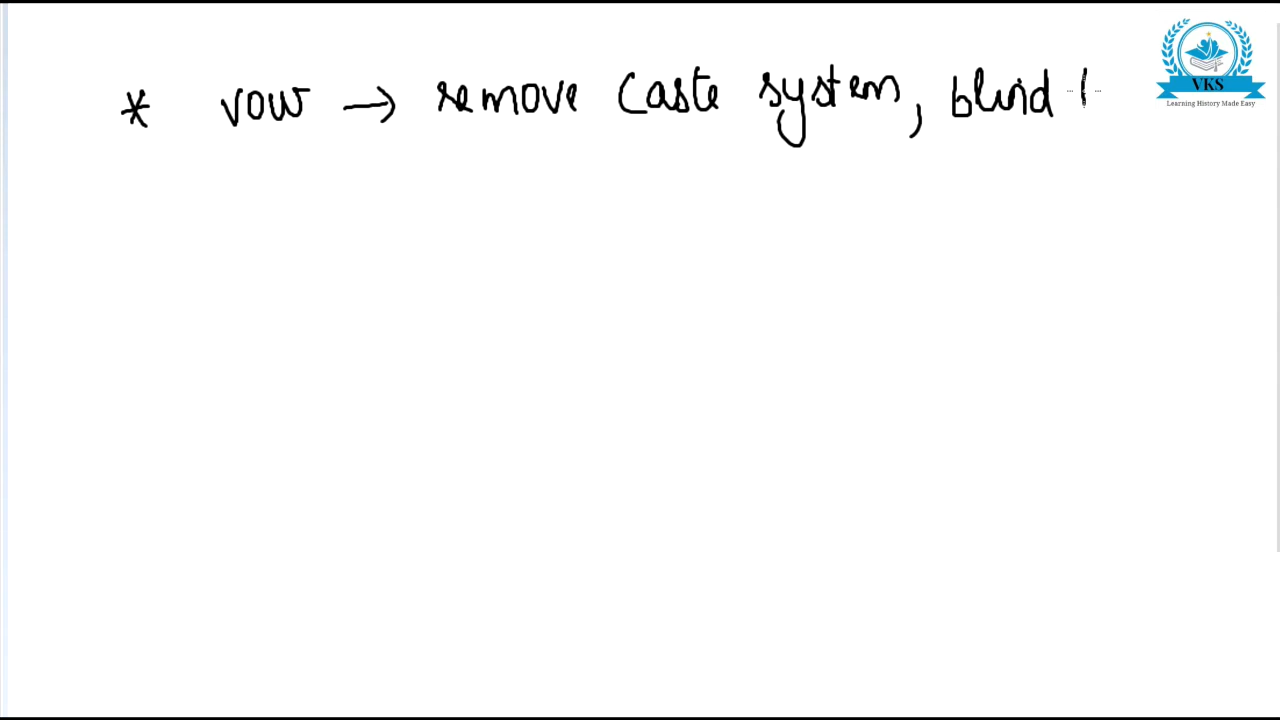 * vow → remove caste system, blind
VKS
Learning History Made Easy